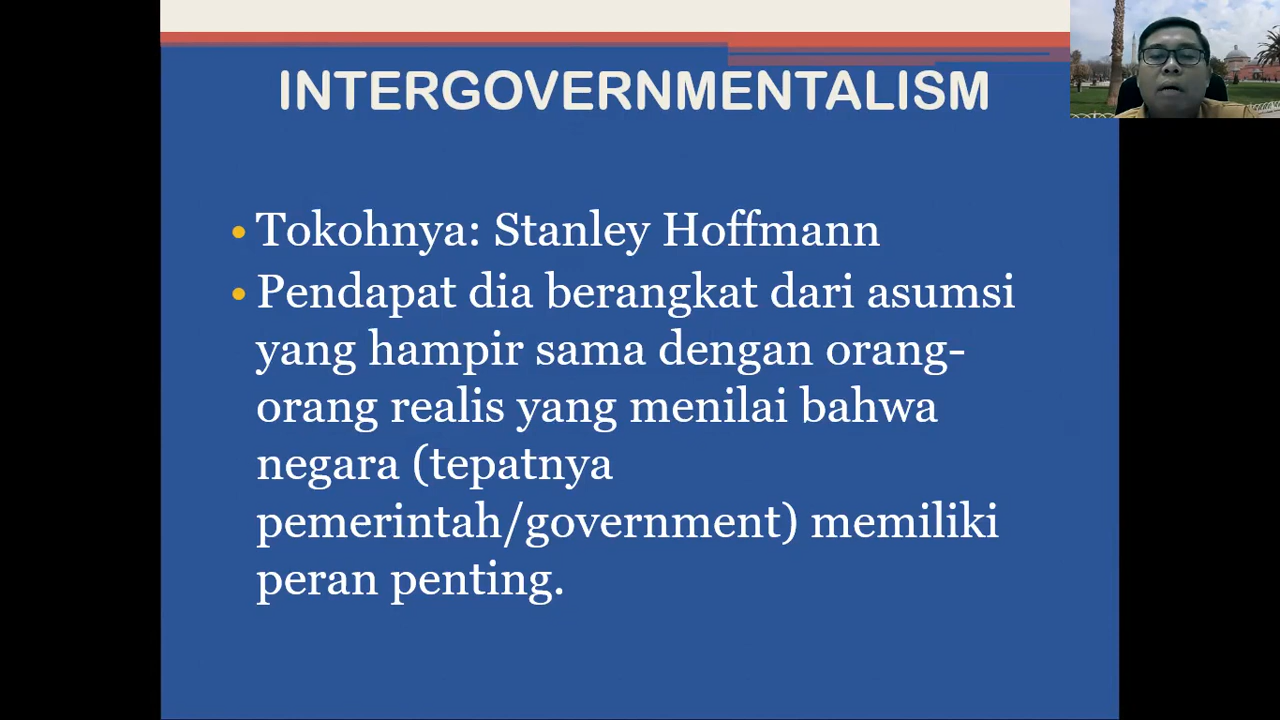 INTERGOVERNMENTALISM
• Tokohnya: Stanley Hoffmann
• Pendapat dia berangkat dari asumsi
yang hampir sama dengan orang-
orang realis yang menilai bahwa
negara (tepatnya
pemerintah/government) memiliki
peran penting.